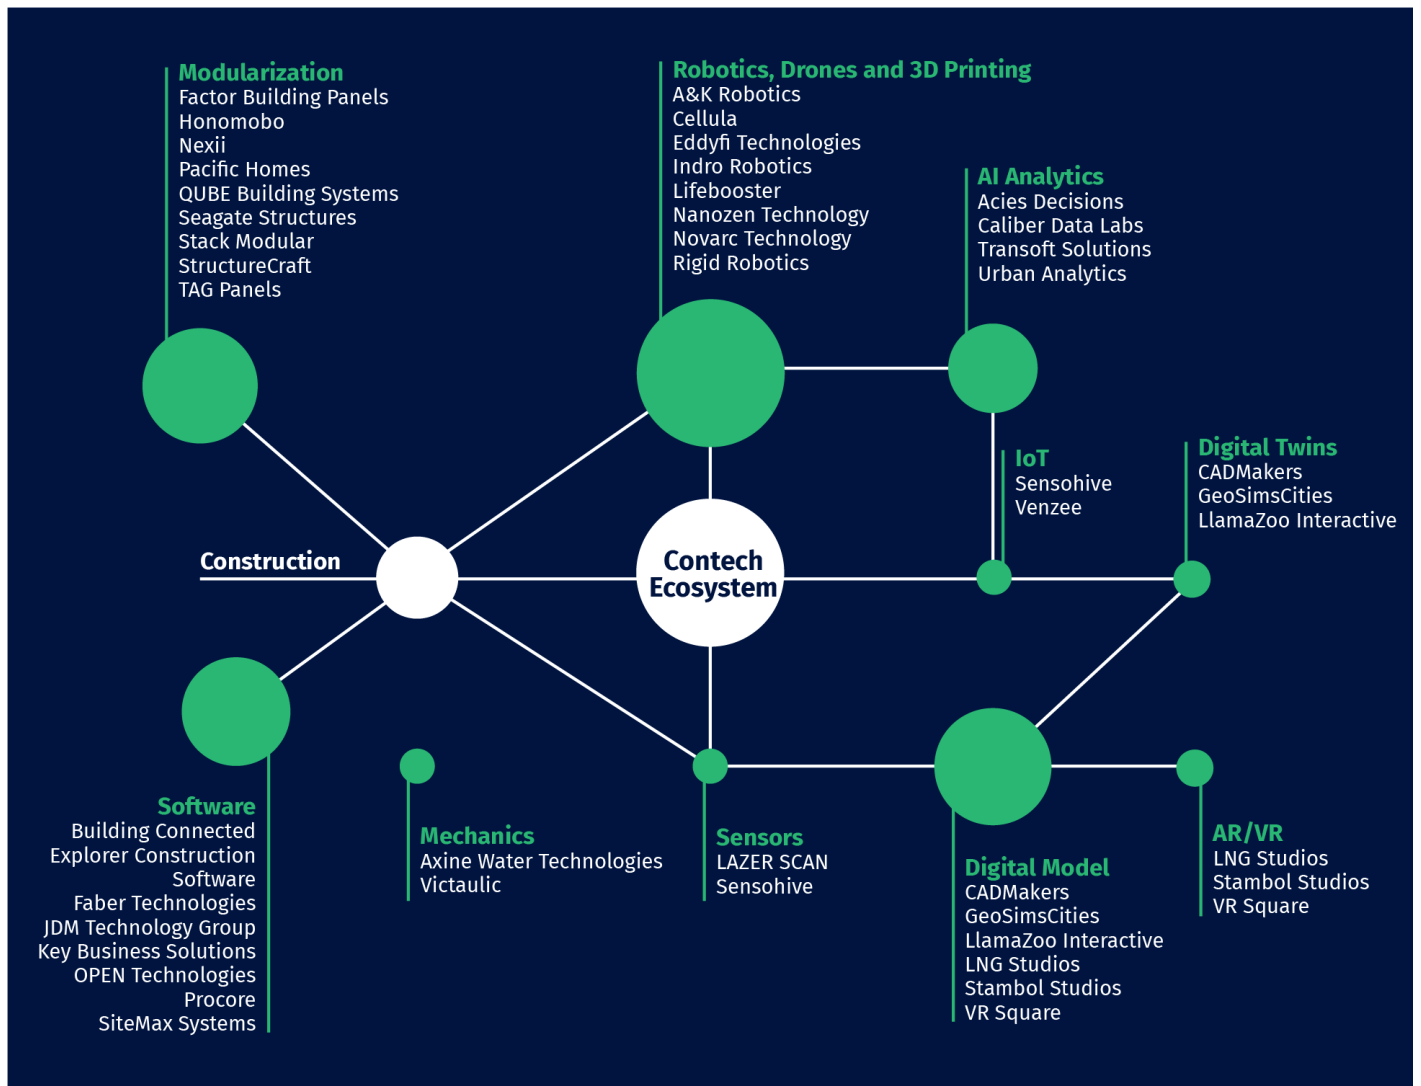 Modularization
Factor Building Panels
Honomobo
Nexii
Pacific Homes
QUBE Building Systems
Seagate Structures
Stack Modular
StructureCraft
TAG Panels
Robotics, Drones and 3D Printing
A&K Robotics
Cellula
Eddyfi Technologies
Indro Robotics
Lifebooster
Nanozen Technology
Novarc Technology
Rigid Robotics
AI Analytics
Acies Decisions
Caliber Data Labs
Transoft Solutions
Urban Analytics
IoT
Sensohive
Venzee
Digital Twins
CADMakers
GeoSimsCities
LlamaZoo Interactive
Construction
Contech
Ecosystem
Software
Building Connected
Explorer Construction
Software
Faber Technologies
JDM Technology Group
Key Business Solutions
OPEN Technologies
Procore
SiteMax Systems
Mechanics
Axine Water Technologies
Victaulic
Sensors
LAZER SCAN
Sensohive
Digital Model
CADMakers
GeoSimsCities
LlamaZoo Interactive
LNG Studios
Stambol Studios
VR Square
AR/VR
LNG Studios
Stambol Studios
VR Square